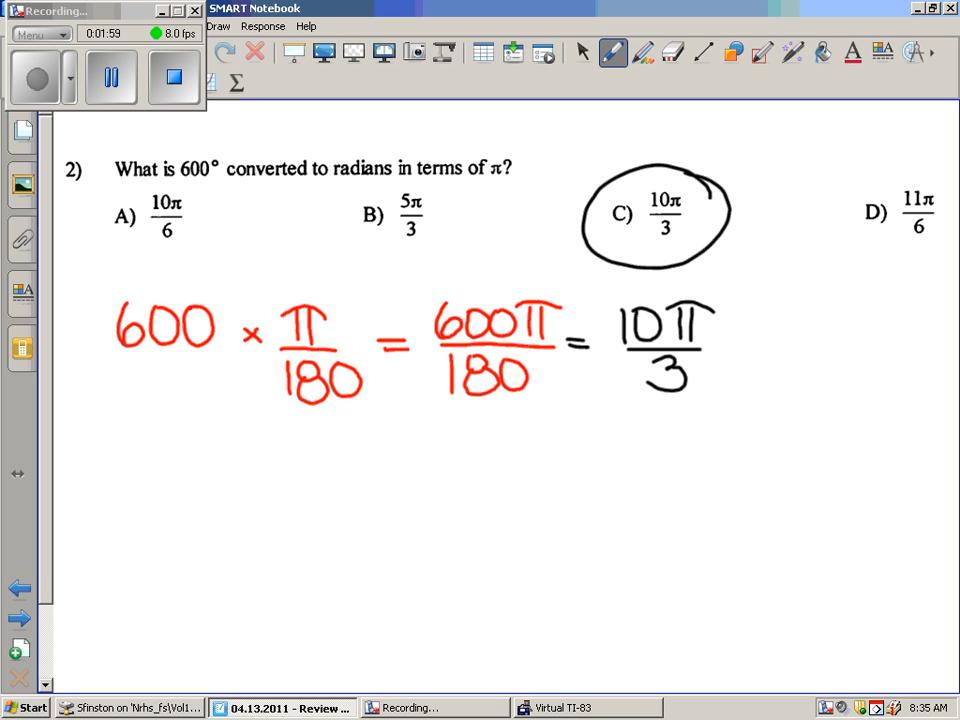 Recording...
SMART Notebook
Menu
0:01:59
8.0 fps
Draw Response Help
2) What is 600° converted to radians in terms of π?
A) 10π/6 B) 5π/3 C) 10π/3 D) 11π/6
600 × π/180 = 600π/180 = 10π/3
Start
Sfinston on 'Nrhs_fs\Vol1...
04.13.2011 - Review ...
Recording...
Virtual TI-83
8:35 AM